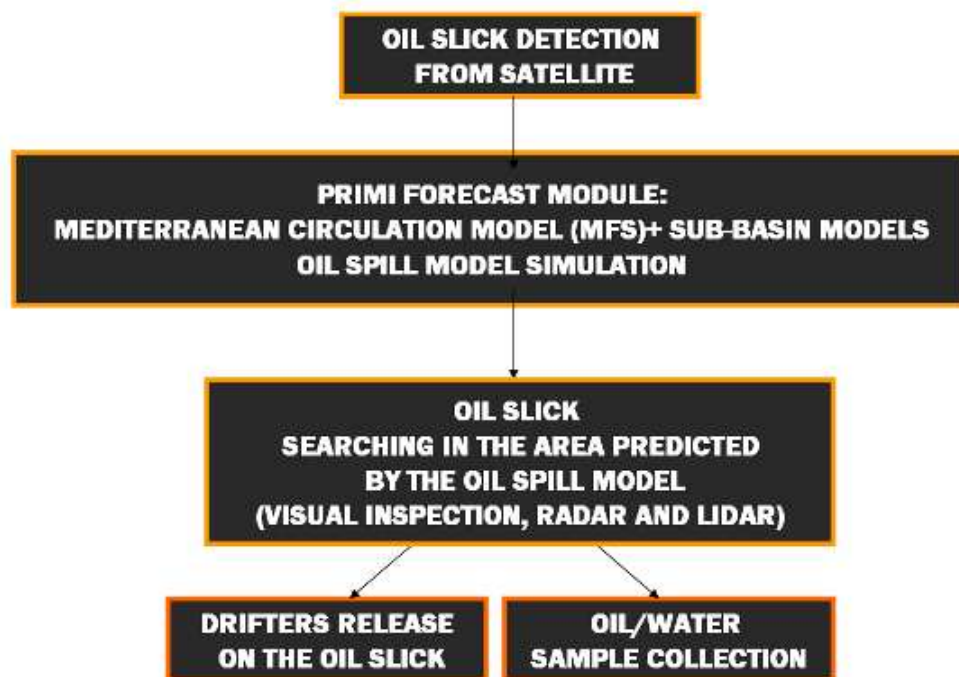 OIL SLICK DETECTION
FROM SATELLITE
PRIMI FORECAST MODULE:
MEDITERRANEAN CIRCULATION MODEL (MFS)+ SUB-BASIN MODELS
OIL SPILL MODEL SIMULATION
OIL SLICK
SEARCHING IN THE AREA PREDICTED
BY THE OIL SPILL MODEL
(VISUAL INSPECTION, RADAR AND LIDAR)
DRIFTERS RELEASE
ON THE OIL SLICK
OIL/WATER
SAMPLE COLLECTION